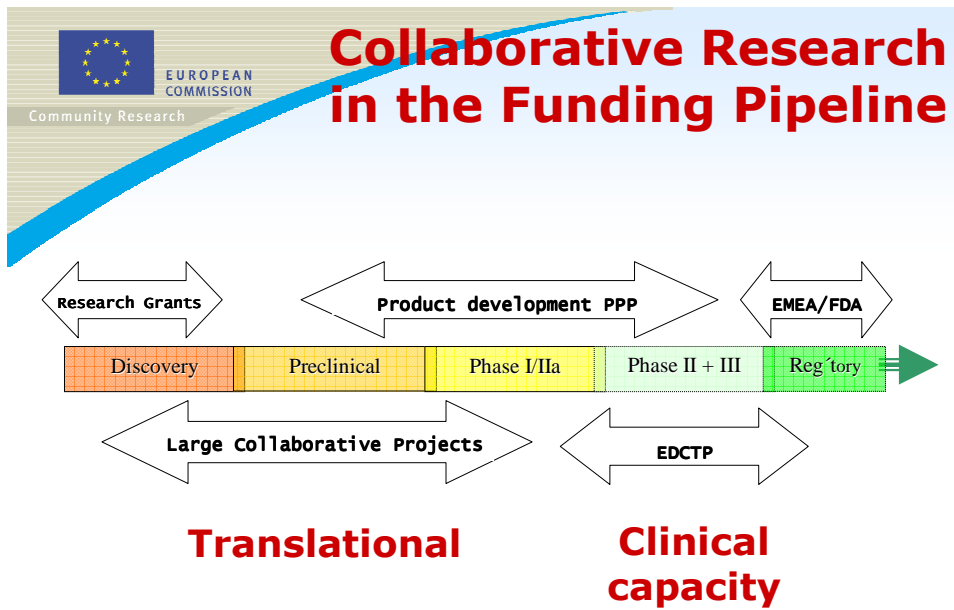 EUROPEAN
COMMISSION
Community Research
Collaborative Research
in the Funding Pipeline
Research Grants
Product development PPP
EMEA/FDA
Discovery
Preclinical
Phase I/IIa
Phase II + III
Reg´tory
Large Collaborative Projects
EDCTP
Translational
Clinical
capacity